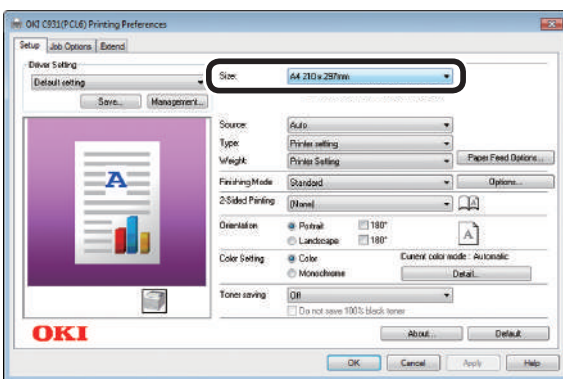 OKI C931(PCL6) Printing Preferences
Setup Job Options Extend
Driver Setting
Default setting
Save... Management...
Size: A4 210 x 297mm
Source: Auto
Type: Printer setting
Weight: Printer Setting Paper Feed Options...
Finishing Mode Standard Options...
2-Sided Printing (None) A
Orientation Portrait 180°
Landscape 180°
A
Color Setting Color Current color mode : Automatic
Monochrome Detail...
Toner saving Off
Do not save 100% black toner
A
OKI
About... Default
OK Cancel Apply Help